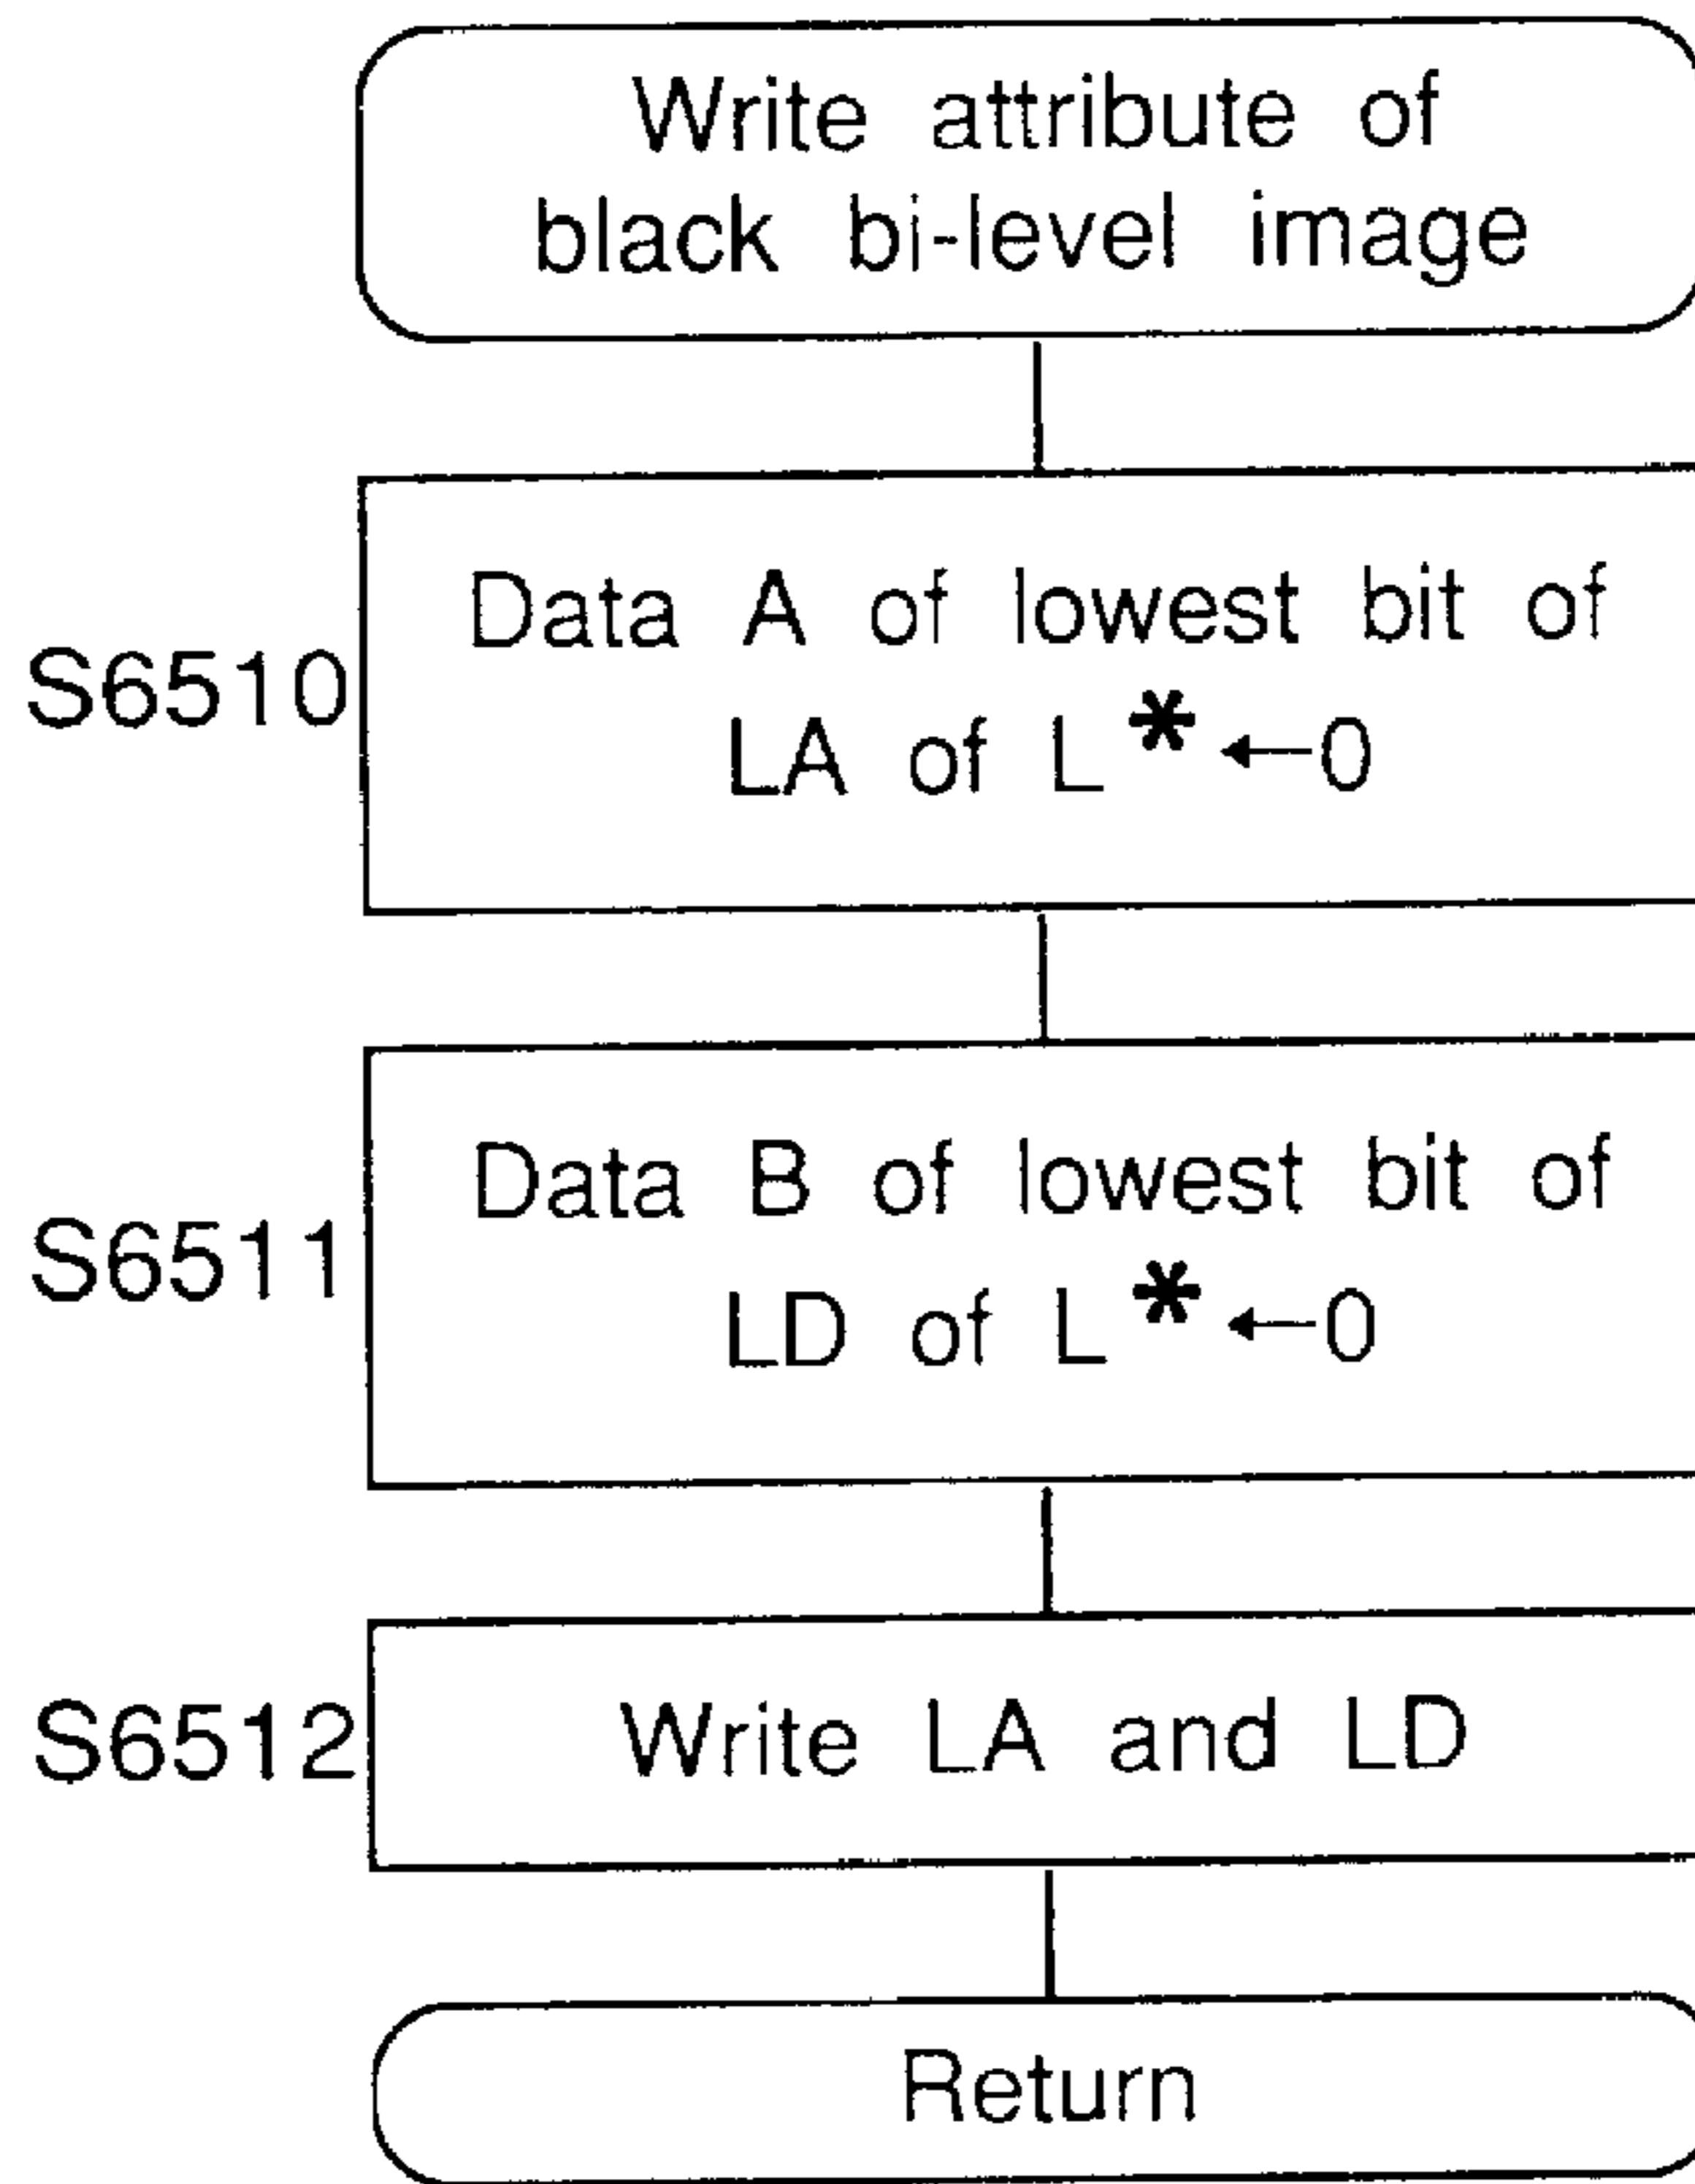 Write attribute of
black bi-level image
Data A of lowest bit of
S6510
LA of L*←0
Data B of lowest bit of
S6511
LD of L*←0
S6512 Write LA and LD
Return